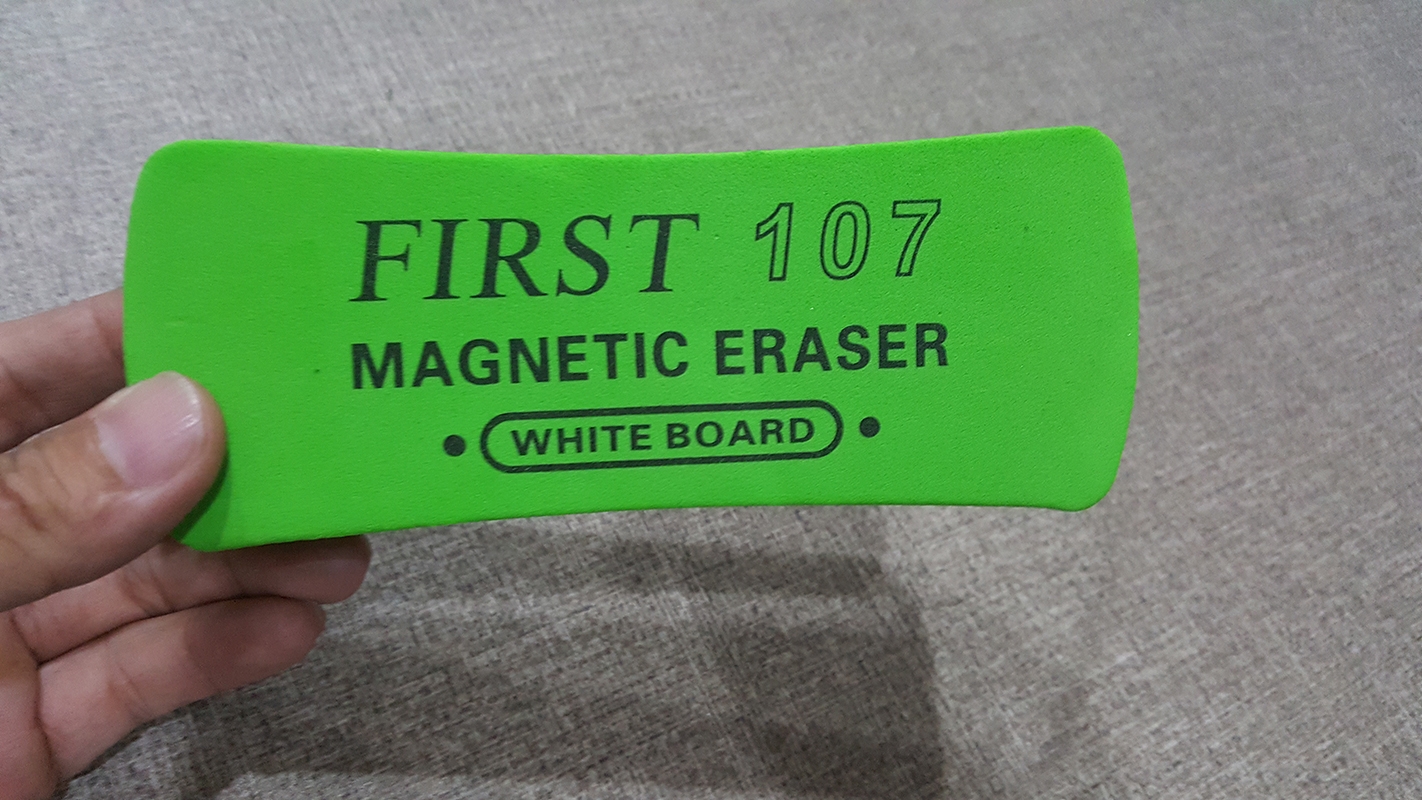 FIRST 107
MAGNETIC ERASER
• WHITE BOARD •